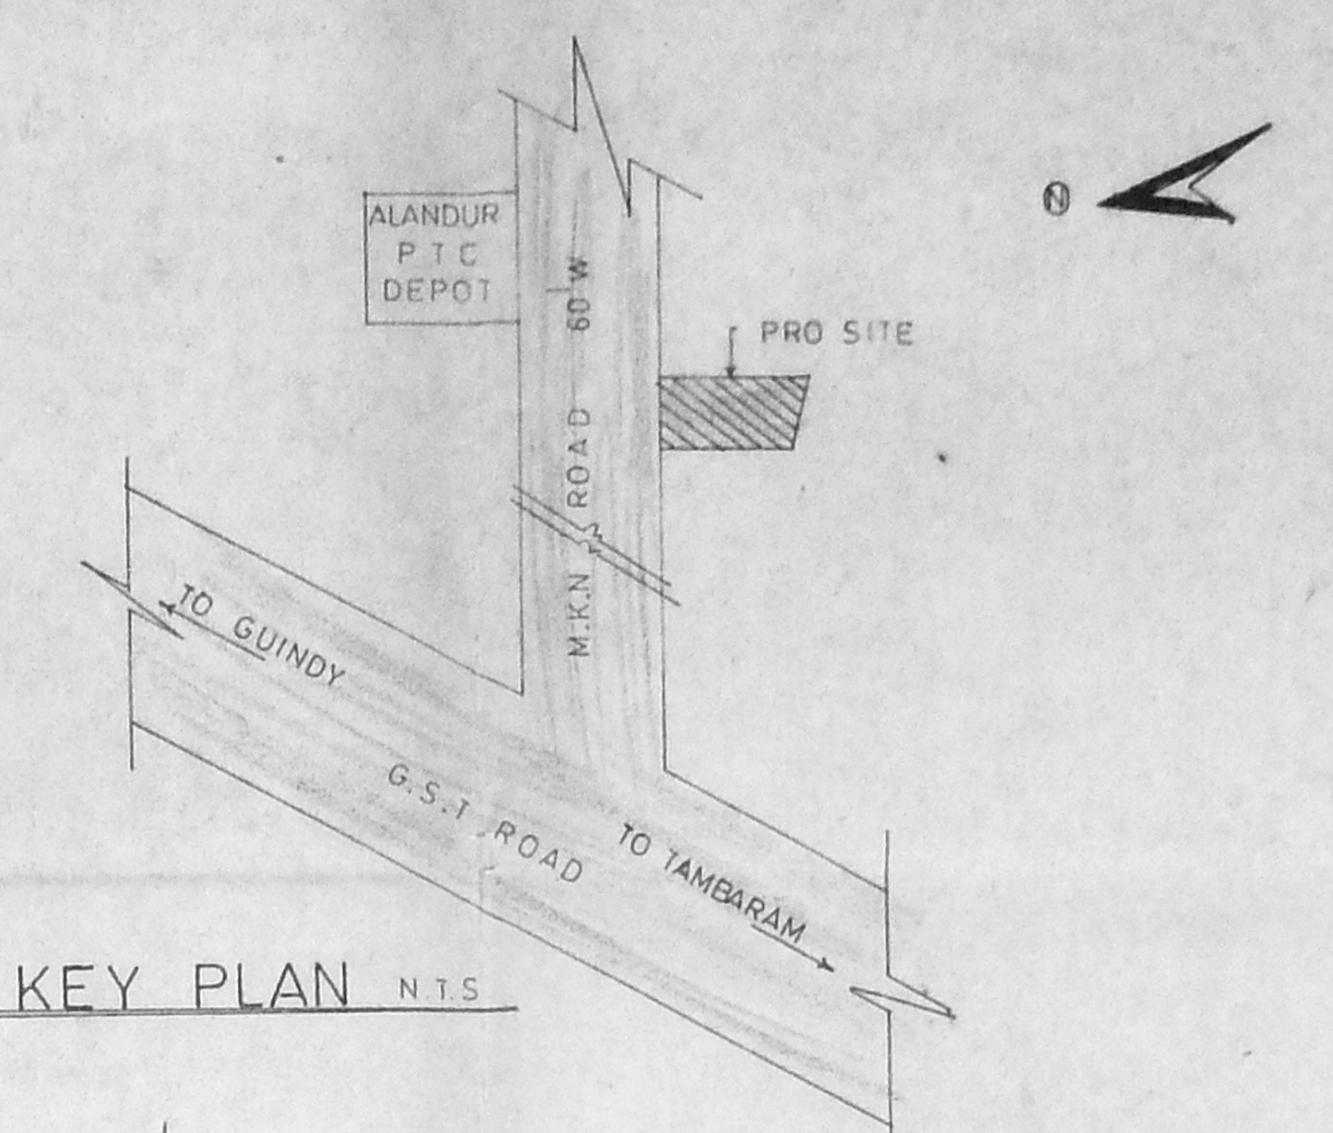 ALANDUR
P T C
DEPOT
N
PRO SITE
M.K.N ROAD 60' W
TO GUINDY
G.S.T ROAD
TO TAMBARAM
KEY PLAN N.T.S